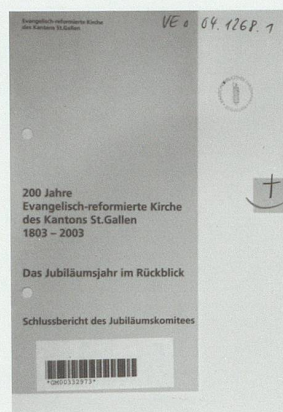 Evangelisch-reformierte Kirche
des Kantons St.Gallen
VE 04.1268.1
200 Jahre
Evangelisch-reformierte Kirche
des Kantons St.Gallen
1803 – 2003
Das Jubiläumsjahr im Rückblick
Schlussbericht des Jubiläumskomitees
*OM00332973*